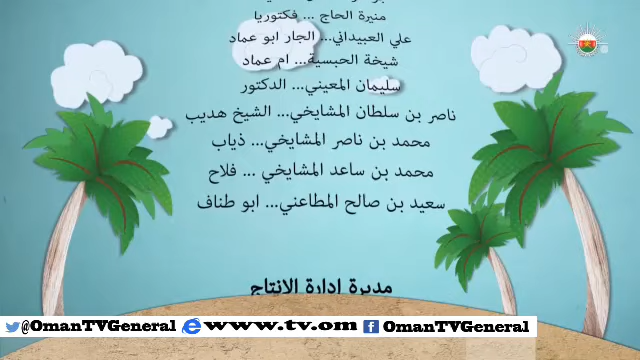 منيرة الحاج ... فكتوريا
علي العبيداني... الجار ابو عماد
شيخة الحبسية... ام عماد
سليمان المعيني... الدكتور
ناصر بن سلطان المشايخي... الشيخ هديب
محمد بن ناصر المشايخي... ذياب
محمد بن ساعد المشايخي ... فلاح
سعيد بن صالح المطاعني... ابو طناف
مديرة إدارة الإنتاج
@OmanTVGeneral www.tv.om OmanTVGeneral